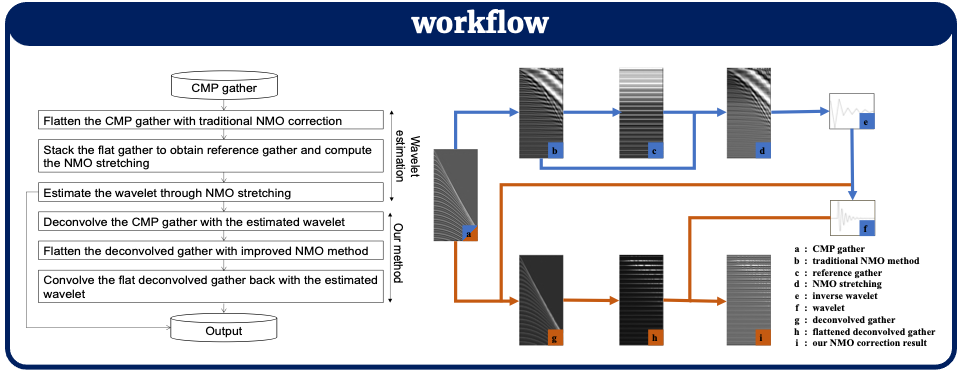 workflow
CMP gather
Flatten the CMP gather with traditional NMO correction
Stack the flat gather to obtain reference gather and compute
the NMO stretching
Estimate the wavelet through NMO stretching
Deconvolve the CMP gather with the estimated wavelet
Flatten the deconvolved gather with improved NMO method
Convolve the flat deconvolved gather back with the estimated
wavelet
Output
Wavelet
estimation
Our method
a
b
c
d
e
f
g
h
i
a : CMP gather
b : traditional NMO method
c : reference gather
d : NMO stretching
e : inverse wavelet
f : wavelet
g : deconvolved gather
h : flattened deconvolved gather
i : our NMO correction result